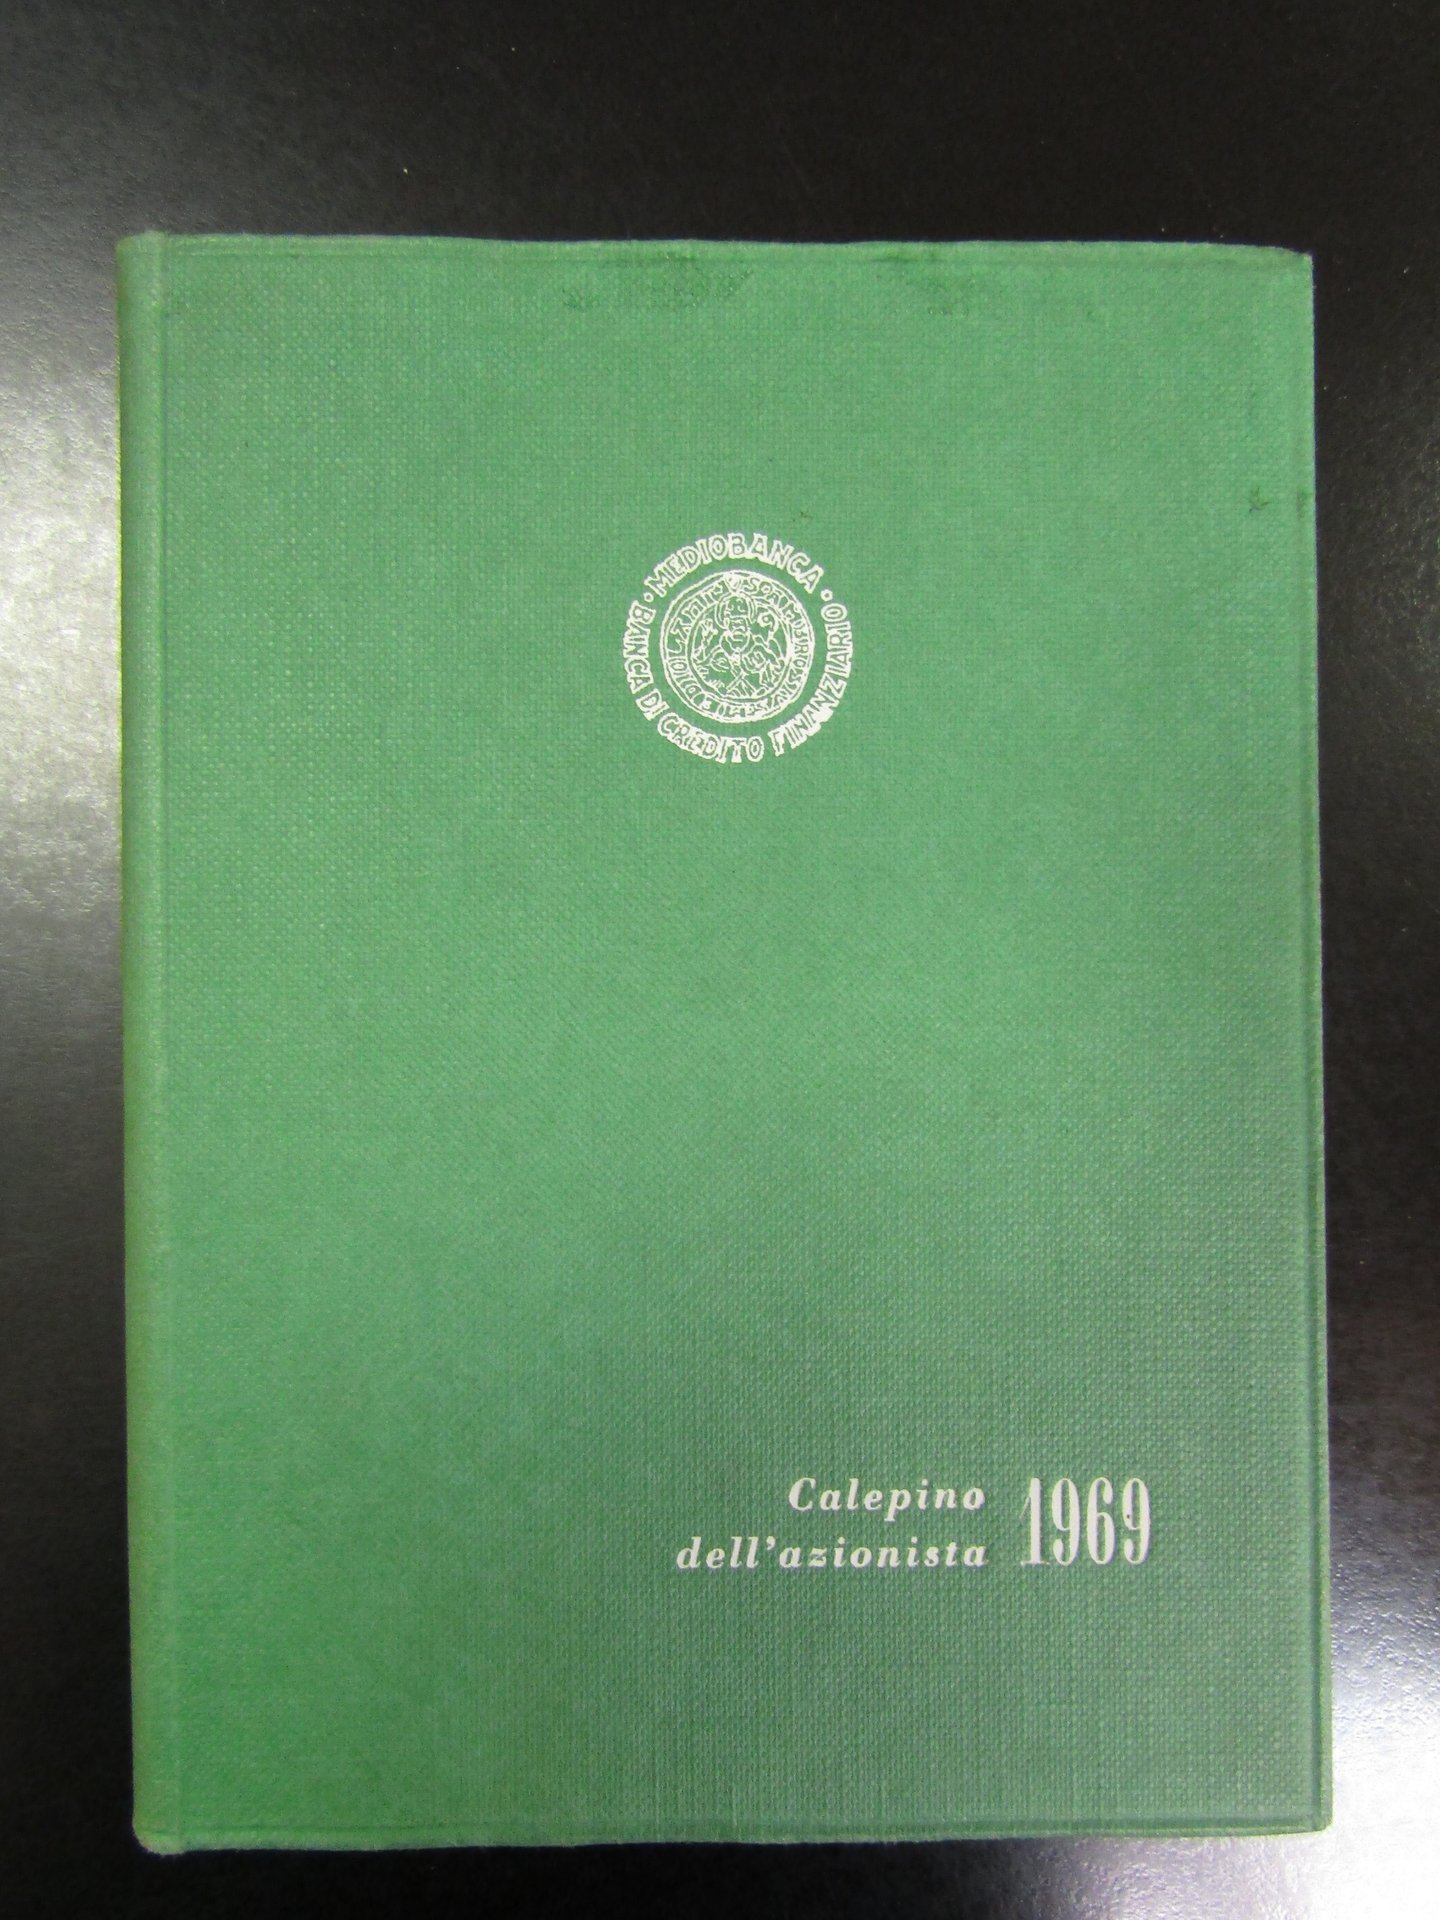 MEDIOBANCA • BANCA DI CREDITO FINANZIARIO •
Calepino
dell'azionista 1969